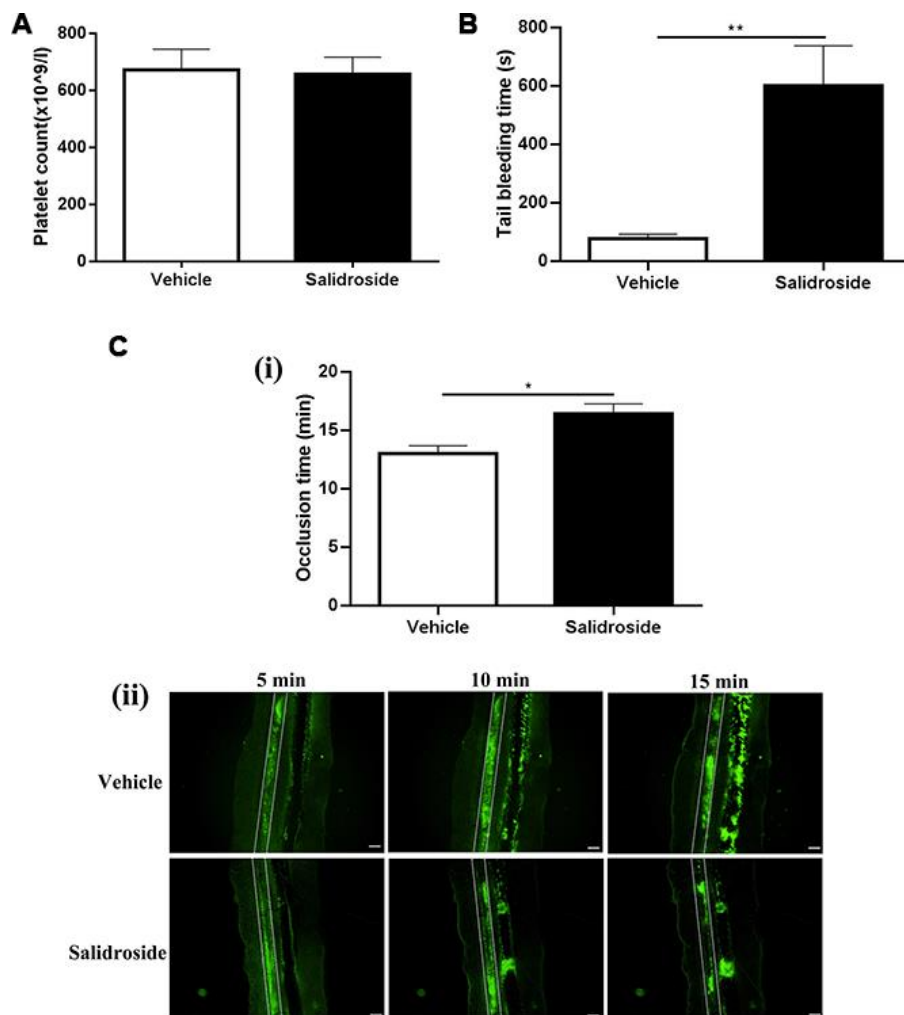 A
Platelet count(x10^9/l)
800
600
400
200
0
Vehicle Salidroside
B
Tail bleeding time (s)
800
600
400
200
0
**
Vehicle Salidroside
C
(i)
Occlusion time (min)
20
15
10
5
0
*
Vehicle Salidroside
(ii)
5 min 10 min 15 min
Vehicle
Salidroside